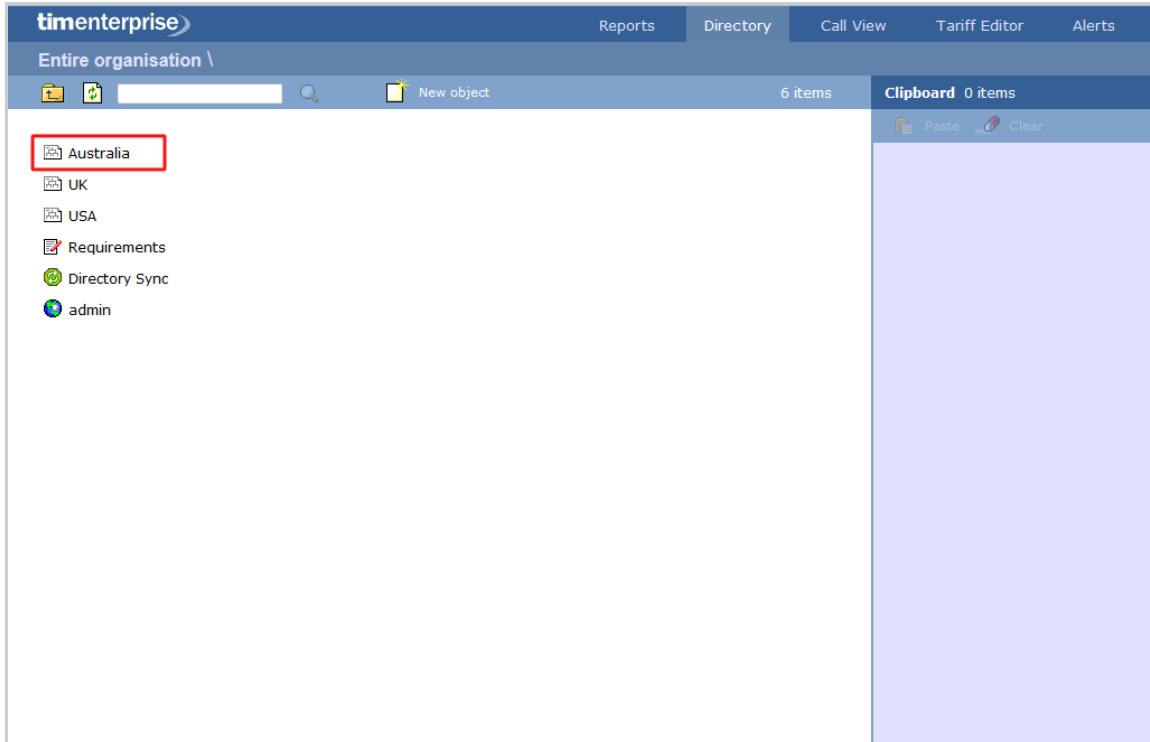 timenterprise Reports Directory Call View Tariff Editor Alerts
Entire organisation \
New object 6 items Clipboard 0 items
Paste Clear
Australia
UK
USA
Requirements
Directory Sync
admin